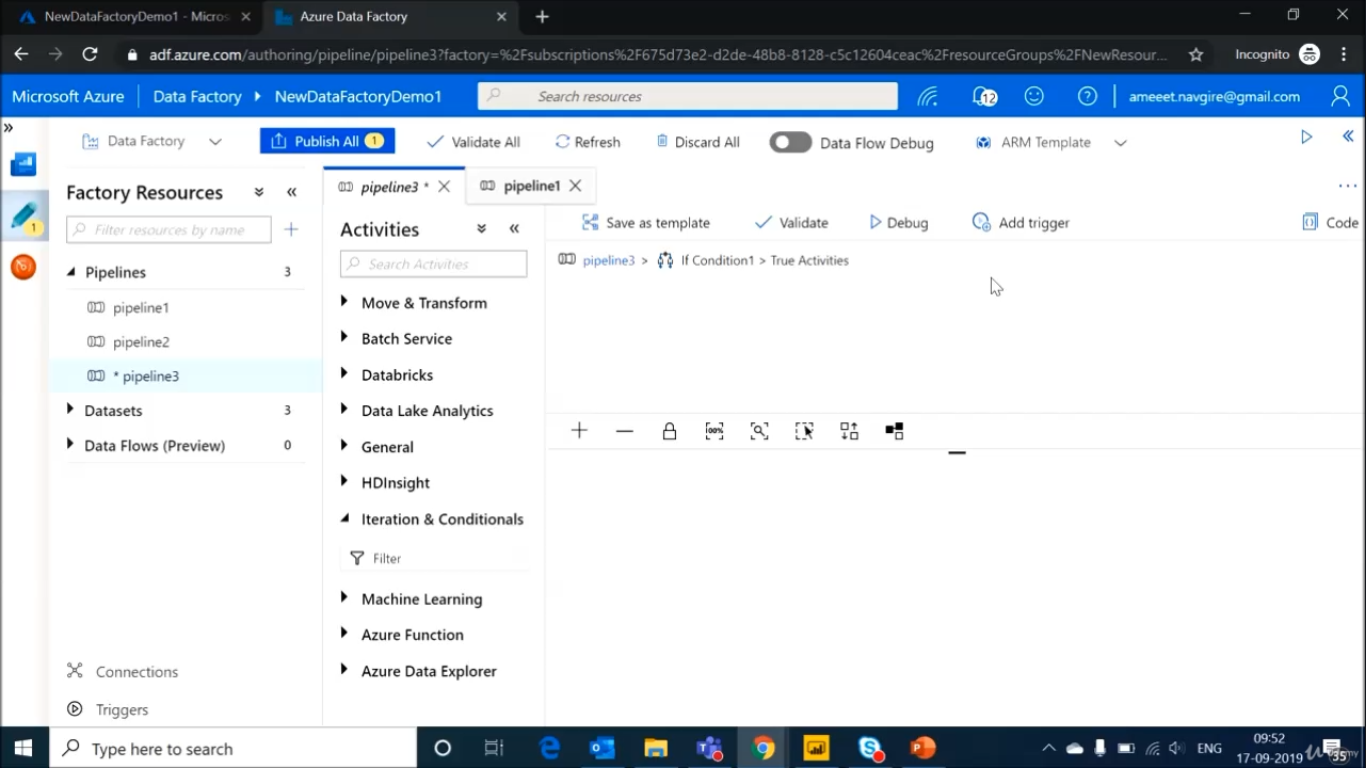 NewDataFactoryDemo1 - Micros
Azure Data Factory
adf.azure.com/authoring/pipeline/pipeline3?factory=%2Fsubscriptions%2F675d73e2-d2de-48b8-8128-c5c12604ceac%2FresourceGroups%2FNewResour...
Incognito
Microsoft Azure
Data Factory
NewDataFactoryDemo1
Search resources
12
ameeet.navgire@gmail.com
Data Factory
Publish All 1
Validate All
Refresh
Discard All
Data Flow Debug
ARM Template
Factory Resources
pipeline3 *
pipeline1
1
Filter resources by name
Activities
Save as template
Validate
Debug
Add trigger
Code
Search Activities
pipeline3 > If Condition1 > True Activities
Pipelines 3
pipeline1
pipeline2
* pipeline3
Datasets 3
Data Flows (Preview) 0
Move & Transform
Batch Service
Databricks
Data Lake Analytics
General
HDInsight
Iteration & Conditionals
Filter
Machine Learning
Azure Function
Azure Data Explorer
100%
Connections
Triggers
Type here to search
ENG
09:52
17-09-2019
35